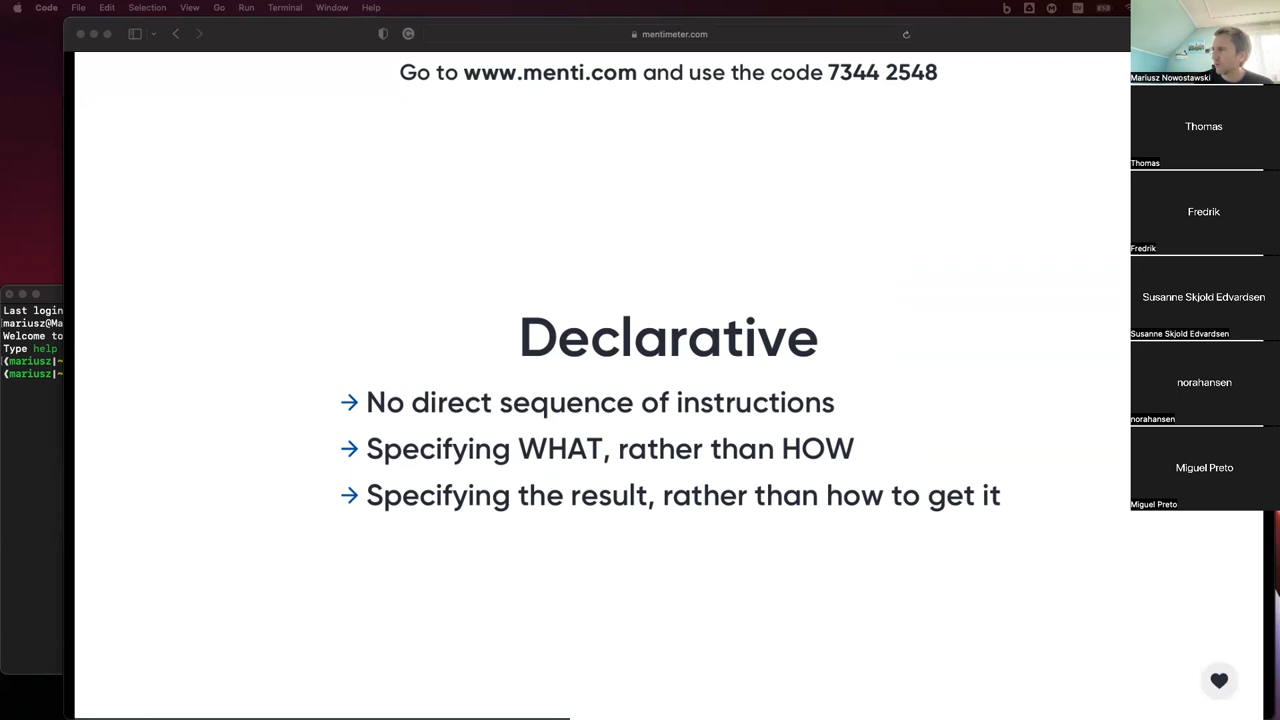 Code File Edit Selection View Go Run Terminal Window Help
mentimeter.com
Go to www.menti.com and use the code 7344 2548
Declarative
→ No direct sequence of instructions
→ Specifying WHAT, rather than HOW
→ Specifying the result, rather than how to get it
Last login
mariusz@Ma
Welcome to
Type help
(mariusz|~
(mariusz|~
Mariusz Nowostawski
Thomas
Thomas
Fredrik
Fredrik
Susanne Skjold Edvardsen
Susanne Skjold Edvardsen
norahansen
norahansen
Miguel Preto
Miguel Preto